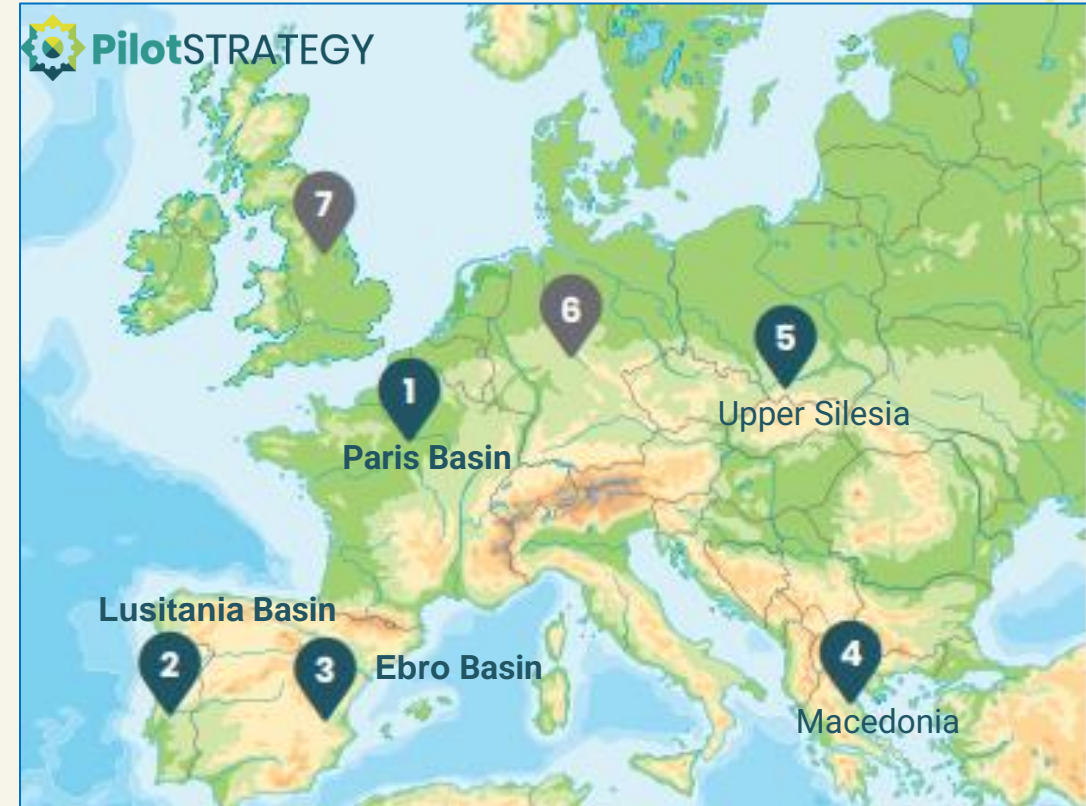 PilotSTRATEGY
7
6
5
Upper Silesia
1
Paris Basin
Lusitania Basin
2
3
Ebro Basin
4
Macedonia